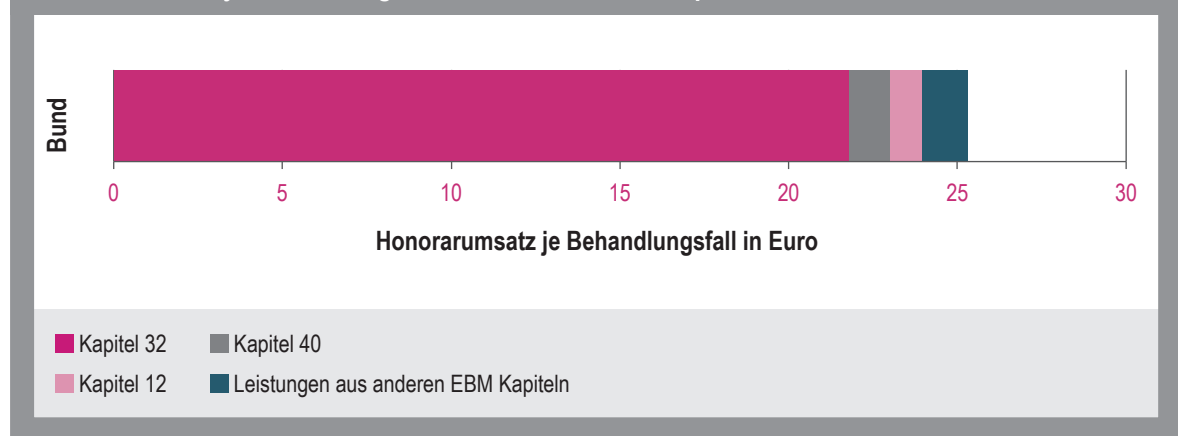 Bund
0 5 10 15 20 25 30
Honorarumsatz je Behandlungsfall in Euro
Kapitel 32 Kapitel 40
Kapitel 12 Leistungen aus anderen EBM Kapiteln